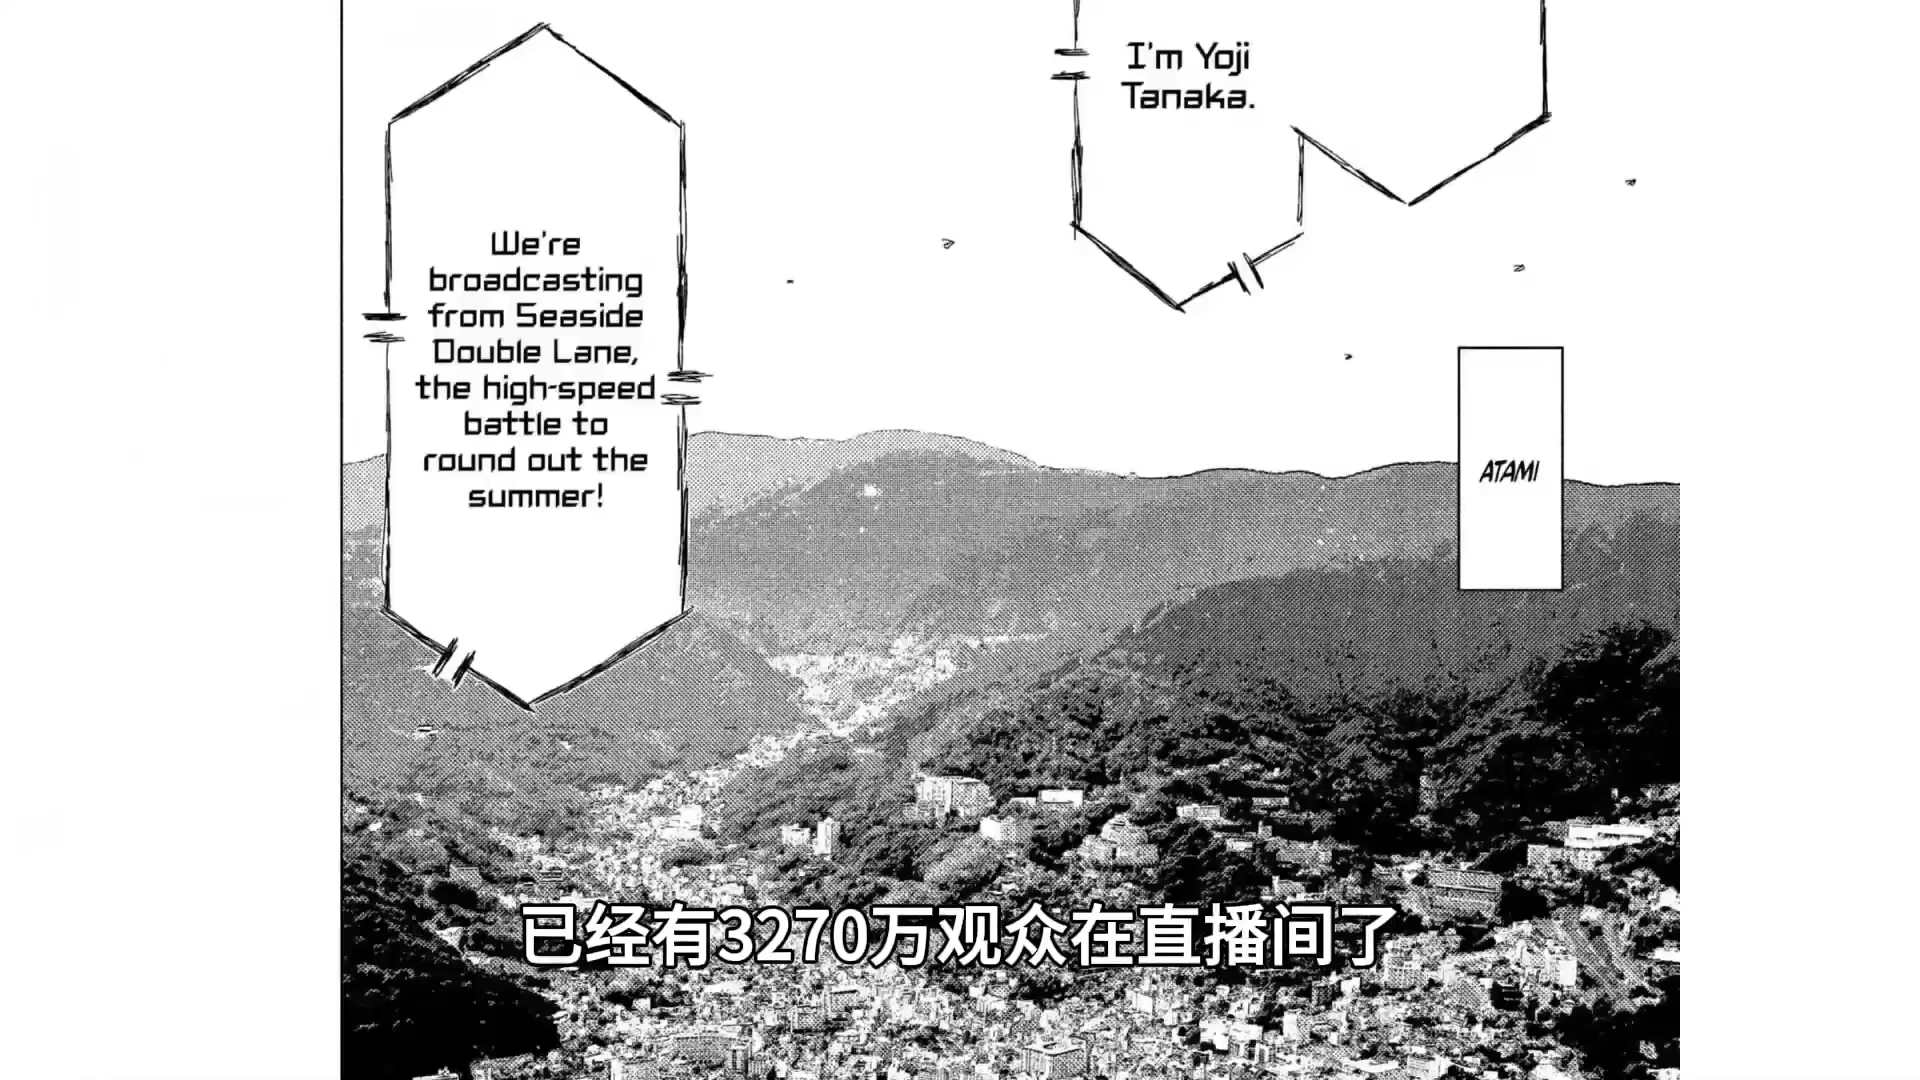 I'm Yoji
Tanaka.
We're
broadcasting
from Seaside
Double Lane,
the high-speed
battle to
round out the
summer!
ATAMI
已经有3270万观众在直播间了